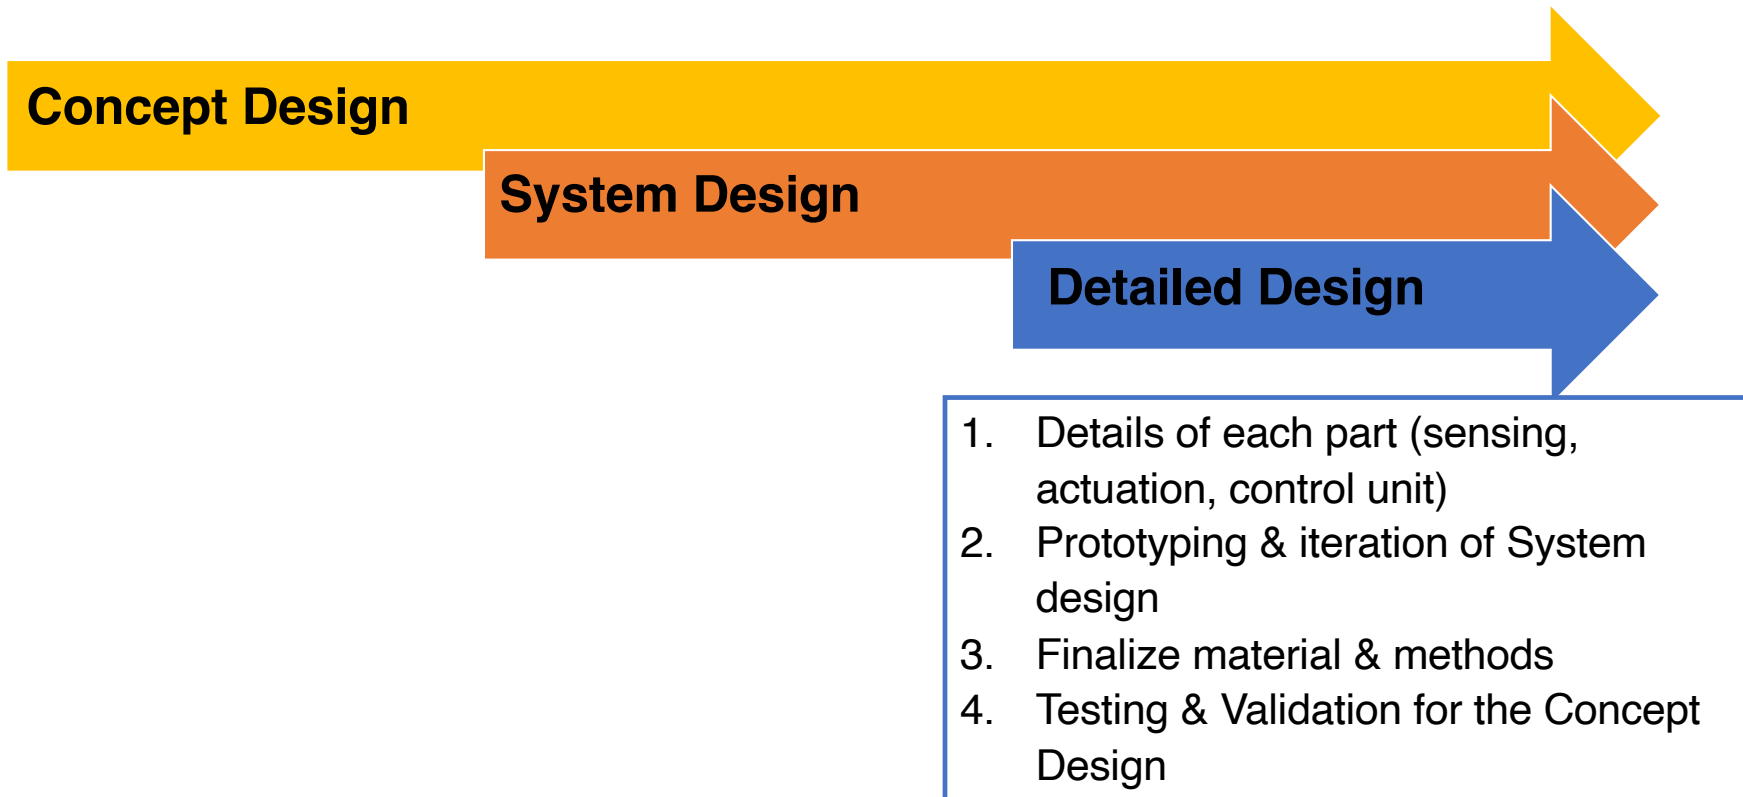 Concept Design
System Design
Detailed Design
1. Details of each part (sensing,
actuation, control unit)
2. Prototyping & iteration of System
design
3. Finalize material & methods
4. Testing & Validation for the Concept
Design